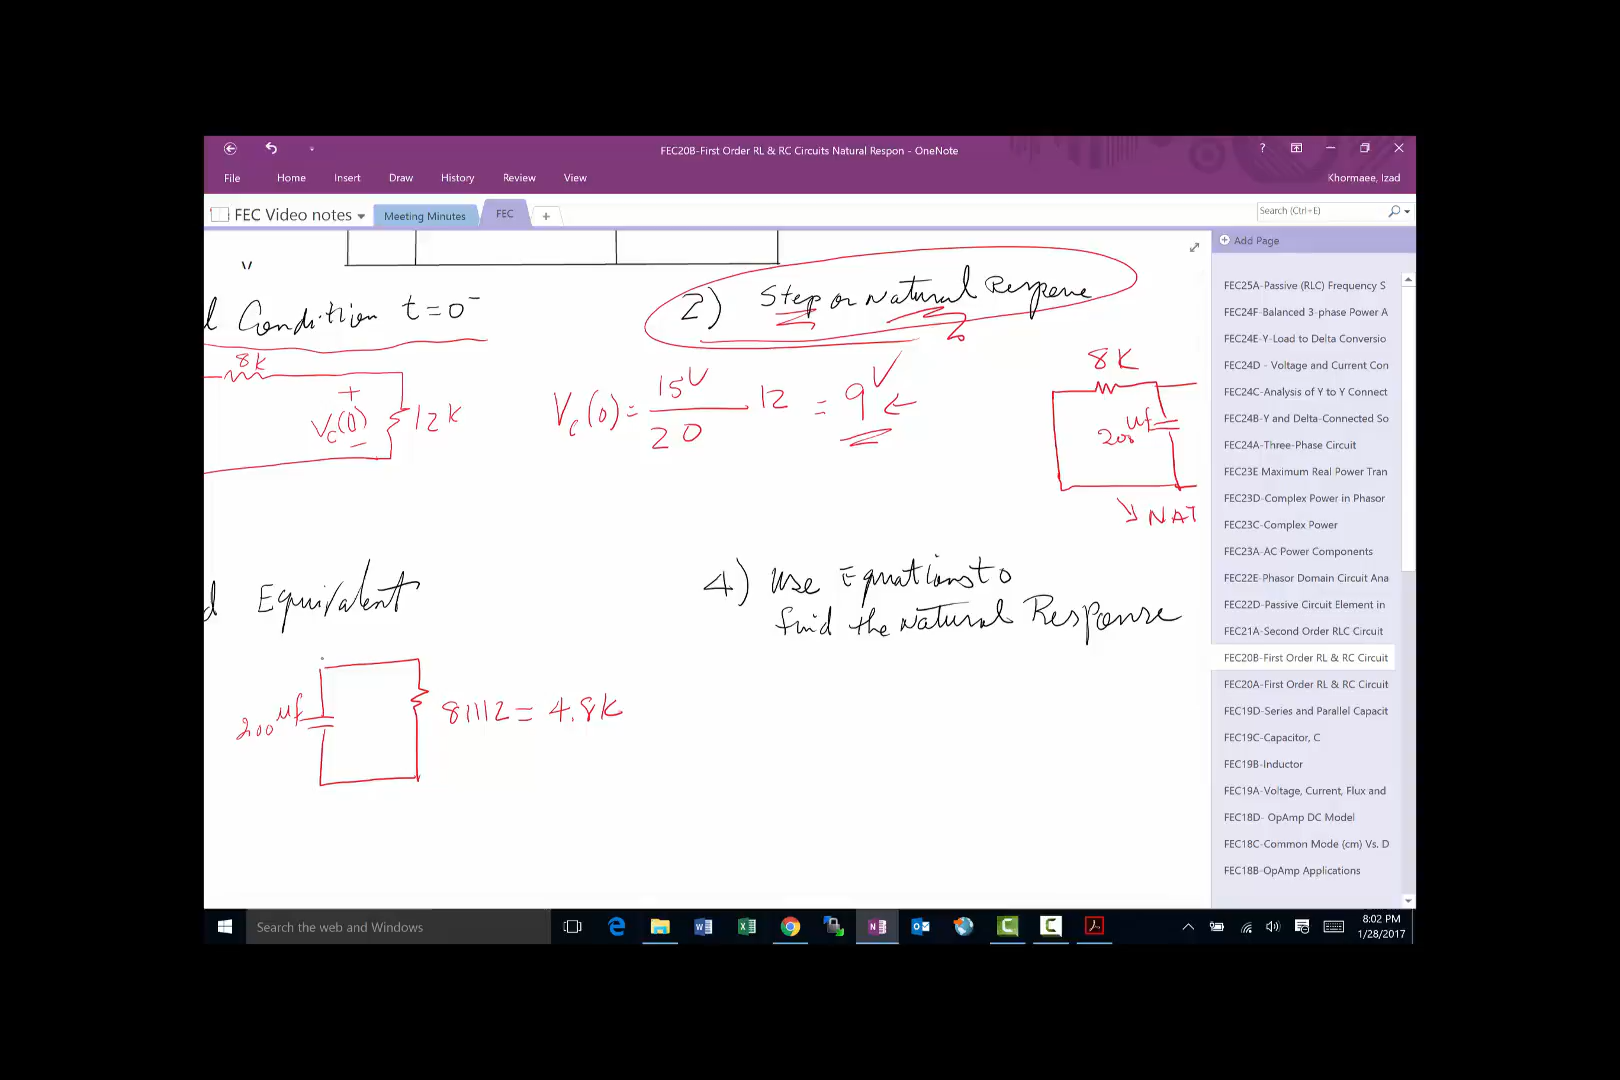 FEC20B-First Order RL & RC Circuits Natural Respon - OneNote
?
File Home Insert Draw History Review View
Khormaee, Izad
FEC Video notes
Meeting Minutes
FEC
Search (Ctrl+E)
Add Page
l Condition t=0⁻
2) Step or Natural Response
8K
+
Vc(0)
−
12K
Vc(0) = 15V / 20 12 = 9V
8K
200 µf
NAT
d Equivalent
4) Use Equations to
find the Natural Response
200 µf
8||12 = 4.8K
FEC25A-Passive (RLC) Frequency S
FEC24F-Balanced 3-phase Power A
FEC24E-Y-Load to Delta Conversio
FEC24D - Voltage and Current Con
FEC24C-Analysis of Y to Y Connect
FEC24B-Y and Delta-Connected So
FEC24A-Three-Phase Circuit
FEC23E Maximum Real Power Tran
FEC23D-Complex Power in Phasor
FEC23C-Complex Power
FEC23A-AC Power Components
FEC22E-Phasor Domain Circuit Ana
FEC22D-Passive Circuit Element in
FEC21A-Second Order RLC Circuit
FEC20B-First Order RL & RC Circuit
FEC20A-First Order RL & RC Circuit
FEC19D-Series and Parallel Capacit
FEC19C-Capacitor, C
FEC19B-Inductor
FEC19A-Voltage, Current, Flux and
FEC18D- OpAmp DC Model
FEC18C-Common Mode (cm) Vs. D
FEC18B-OpAmp Applications
Search the web and Windows
8:02 PM
1/28/2017